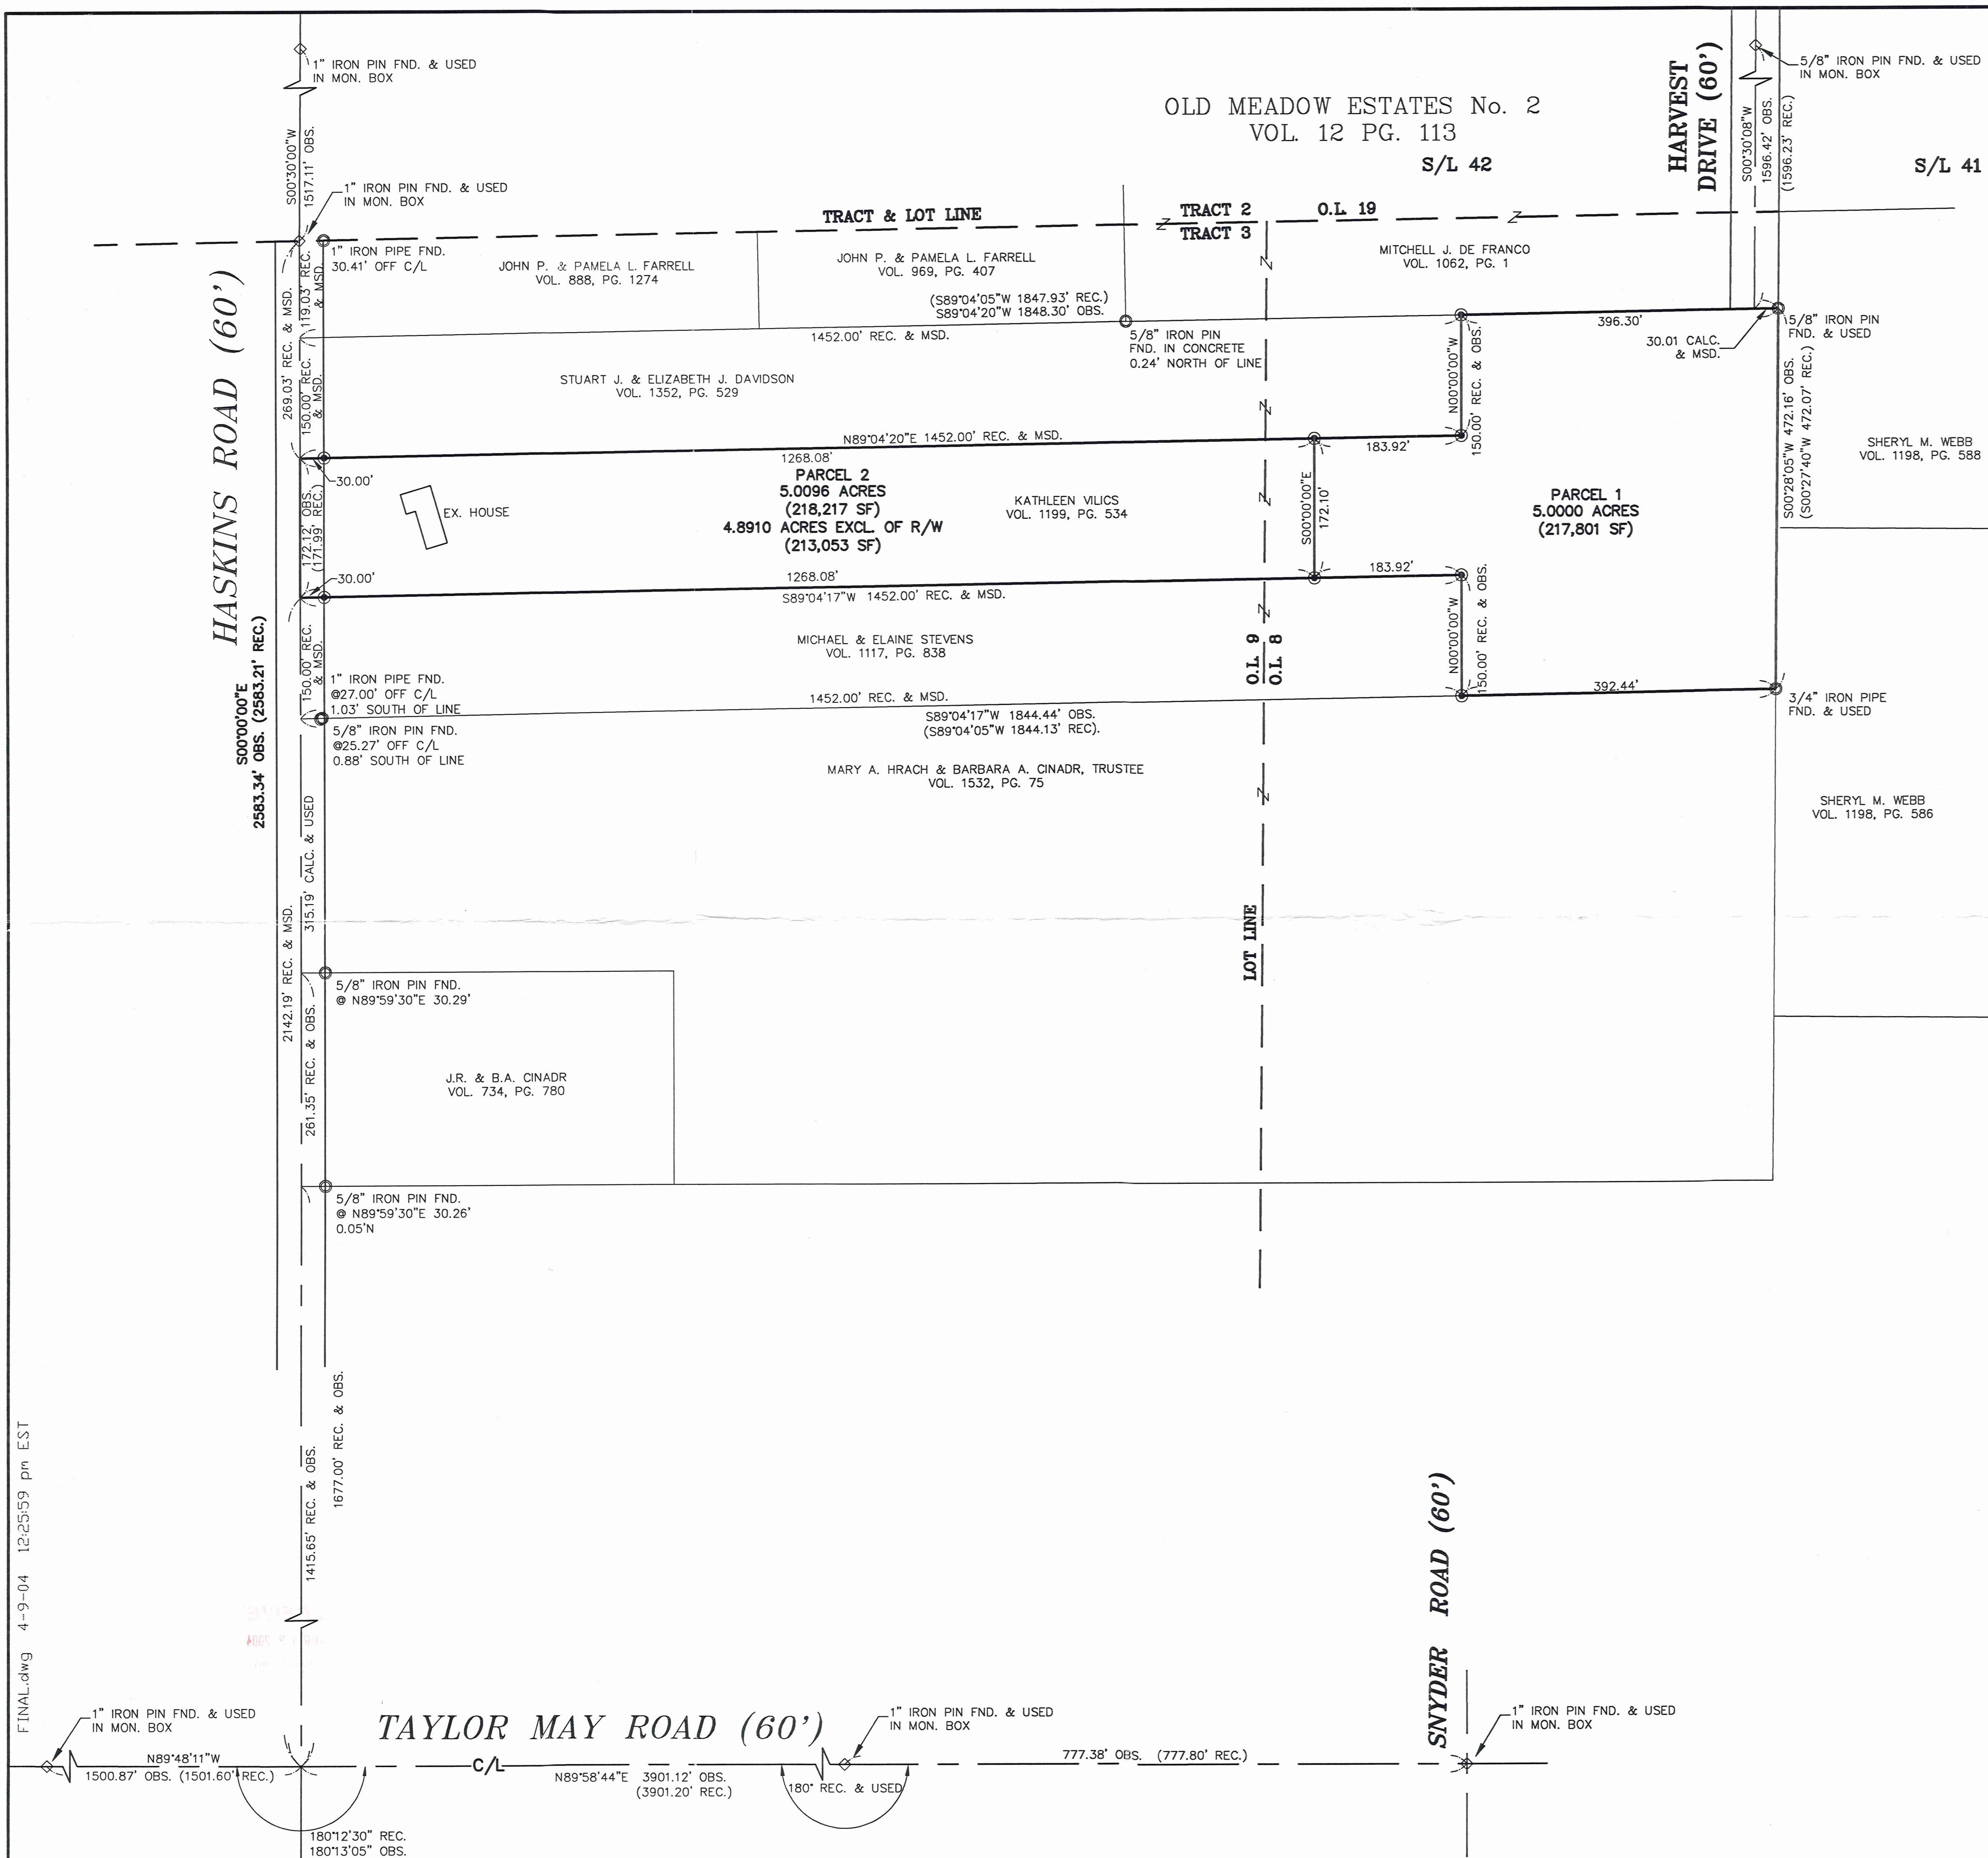 1" IRON PIN FND. & USED
IN MON. BOX
5/8" IRON PIN FND. & USED
IN MON. BOX
HARVEST
DRIVE (60')
OLD MEADOW ESTATES No. 2
VOL. 12 PG. 113
S/L 42
S/L 41
S00°30'00"W
1517.11' OBS.
S00°30'08"W
1596.42' OBS.
(1596.23' REC.)
1" IRON PIN FND. & USED
IN MON. BOX
TRACT & LOT LINE
TRACT 2
O.L. 19
TRACT 3
1" IRON PIPE FND.
30.41' OFF C/L
JOHN P. & PAMELA L. FARRELL
VOL. 888, PG. 1274
JOHN P. & PAMELA L. FARRELL
VOL. 969, PG. 407
MITCHELL J. DE FRANCO
VOL. 1062, PG. 1
(S89°04'05"W 1847.93' REC.)
S89°04'20"W 1848.30' OBS.
119.03' REC.
& MSD.
269.03' REC. & MSD.
1452.00' REC. & MSD.
5/8" IRON PIN
FND. IN CONCRETE
0.24' NORTH OF LINE
396.30'
30.01 CALC.
& MSD.
5/8" IRON PIN
FND. & USED
HASKINS ROAD (60')
150.00' REC.
& MSD.
STUART J. & ELIZABETH J. DAVIDSON
VOL. 1352, PG. 529
N00°00'00"W
150.00' REC. & OBS.
S00°28'05"W 472.16' OBS.
(S00°27'40"W 472.07' REC.)
SHERYL M. WEBB
VOL. 1198, PG. 588
N89°04'20"E 1452.00' REC. & MSD.
1268.08'
183.92'
30.00'
PARCEL 2
5.0096 ACRES
(218,217 SF)
4.8910 ACRES EXCL. OF R/W
(213,053 SF)
EX. HOUSE
KATHLEEN VILICS
VOL. 1199, PG. 534
S00°00'00"E
172.10'
PARCEL 1
5.0000 ACRES
(217,801 SF)
172.12' OBS.
(171.99' REC.)
30.00'
1268.08'
183.92'
S89°04'17"W 1452.00' REC. & MSD.
MICHAEL & ELAINE STEVENS
VOL. 1117, PG. 838
O.L. 9
O.L. 8
N00°00'00"W
150.00' REC. & OBS.
S00°00'00"E
2583.34' OBS. (2583.21' REC.)
150.00' REC.
& MSD.
1" IRON PIPE FND.
@27.00' OFF C/L
1.03' SOUTH OF LINE
1452.00' REC. & MSD.
392.44'
3/4" IRON PIPE
FND. & USED
S89°04'17"W 1844.44' OBS.
(S89°04'05"W 1844.13' REC).
5/8" IRON PIN FND.
@25.27' OFF C/L
0.88' SOUTH OF LINE
MARY A. HRACH & BARBARA A. CINADR, TRUSTEE
VOL. 1532, PG. 75
SHERYL M. WEBB
VOL. 1198, PG. 586
315.19' CALC. & USED
2142.19' REC. & MSD.
LOT LINE
5/8" IRON PIN FND.
@ N89°59'30"E 30.29'
261.35' REC. & OBS.
J.R. & B.A. CINADR
VOL. 734, PG. 780
5/8" IRON PIN FND.
@ N89°59'30"E 30.26'
0.05'N
1677.00' REC. & OBS.
1415.65' REC. & OBS.
FINAL.dwg 4-9-04 12:25:59 pm EST
SNYDER ROAD (60')
1" IRON PIN FND. & USED
IN MON. BOX
TAYLOR MAY ROAD (60')
1" IRON PIN FND. & USED
IN MON. BOX
1" IRON PIN FND. & USED
IN MON. BOX
N89°48'11"W
1500.87' OBS. (1501.60' REC.)
C/L
N89°58'44"E 3901.12' OBS.
(3901.20' REC.)
777.38' OBS. (777.80' REC.)
180° REC. & USED
180°12'30" REC.
180°13'05" OBS.